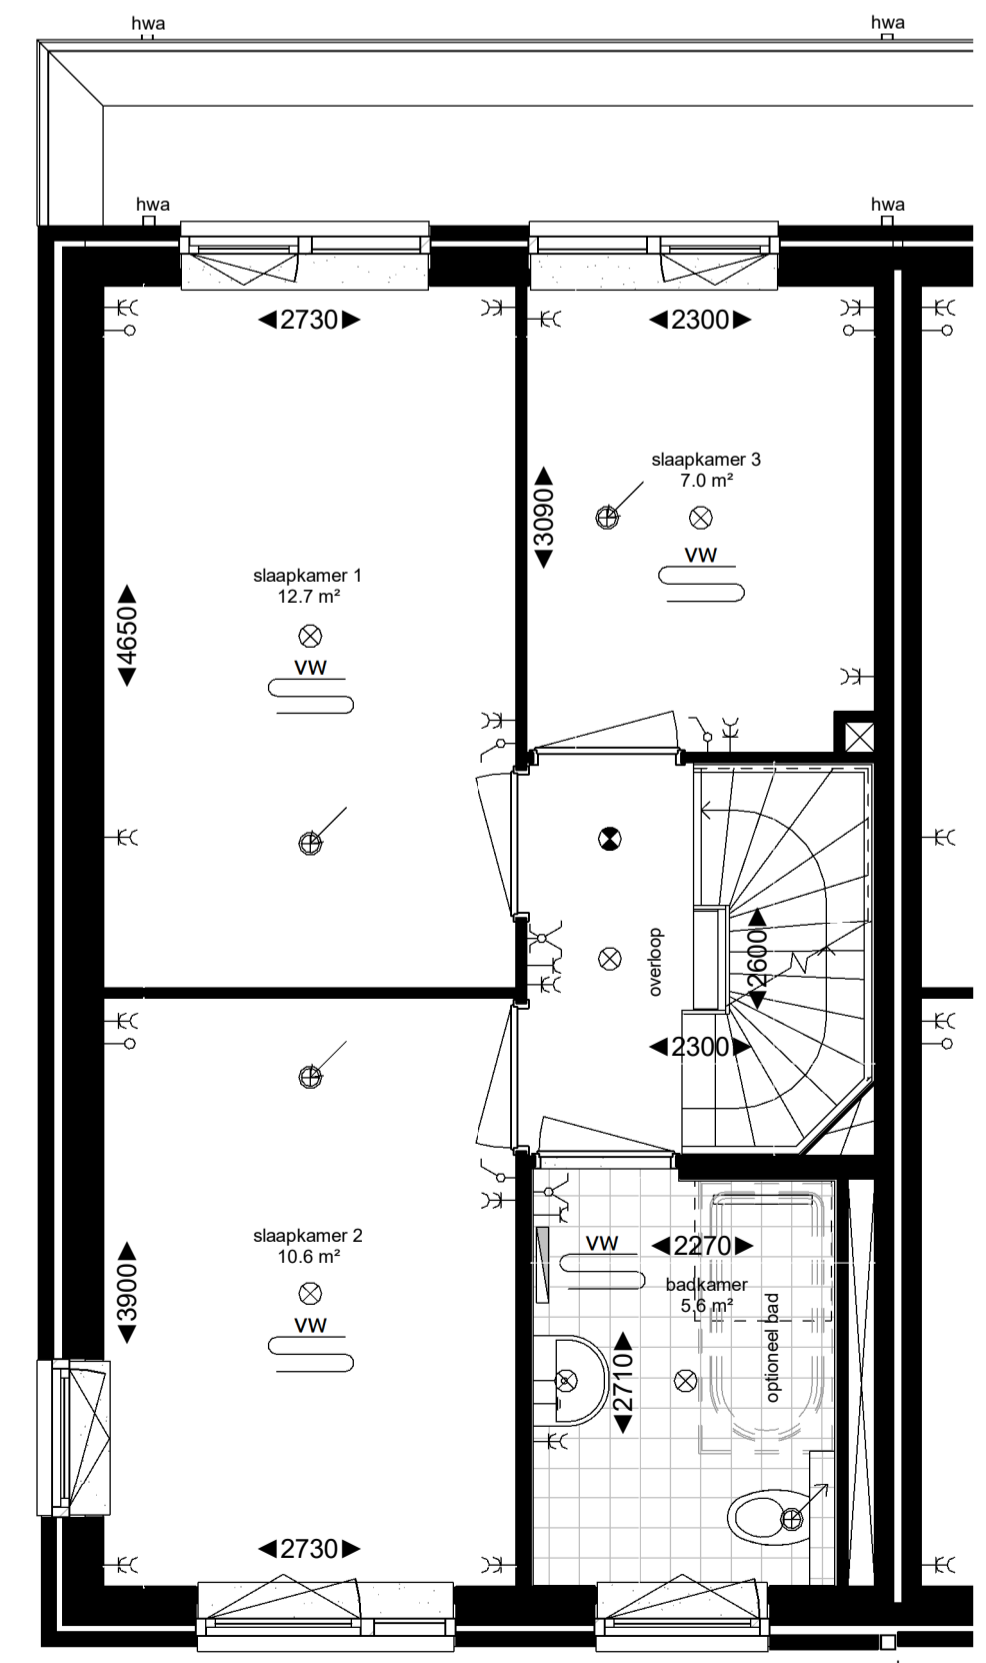 hwa
hwa
hwa
hwa
2730
2300
slaapkamer 3
7.0 m²
3090
vw
slaapkamer 1
12.7 m²
4650
vw
overloop
2600
2300
slaapkamer 2
10.6 m²
3900
vw
vw
2270
badkamer
5.6 m²
optioneel bad
2710
2730